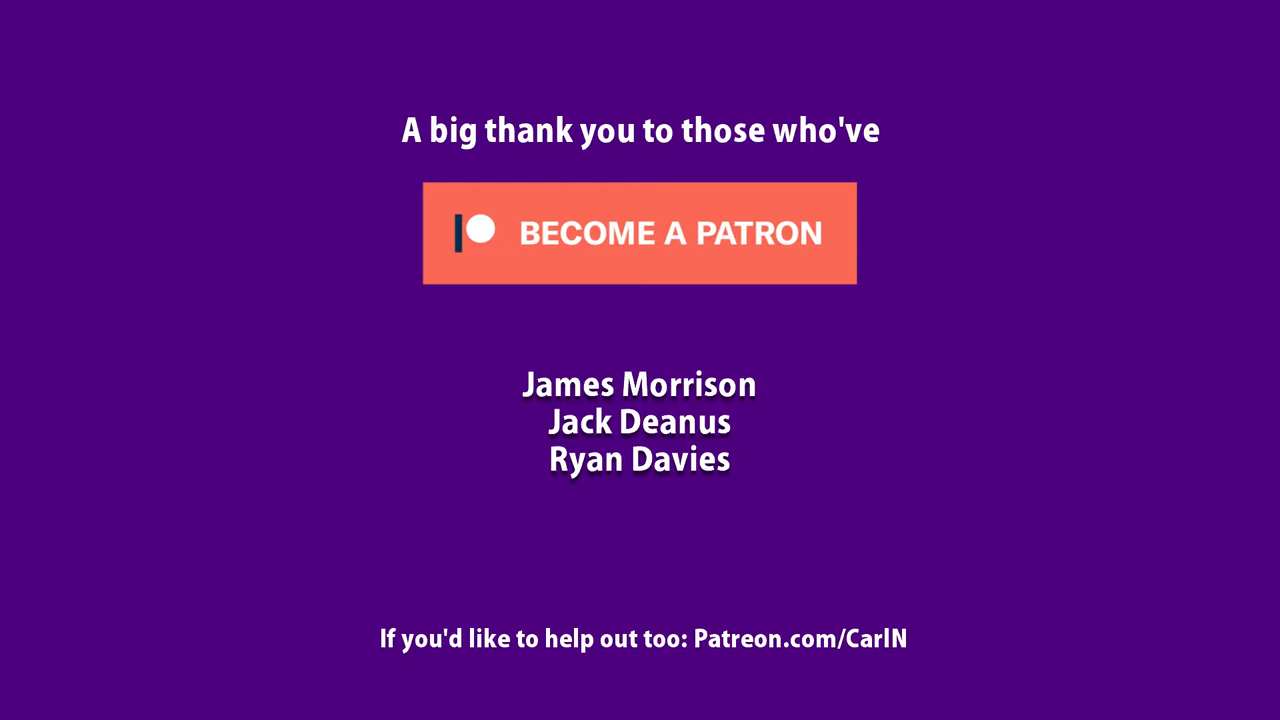 A big thank you to those who've
BECOME A PATRON
James Morrison
Jack Deanus
Ryan Davies
If you'd like to help out too: Patreon.com/CarlN